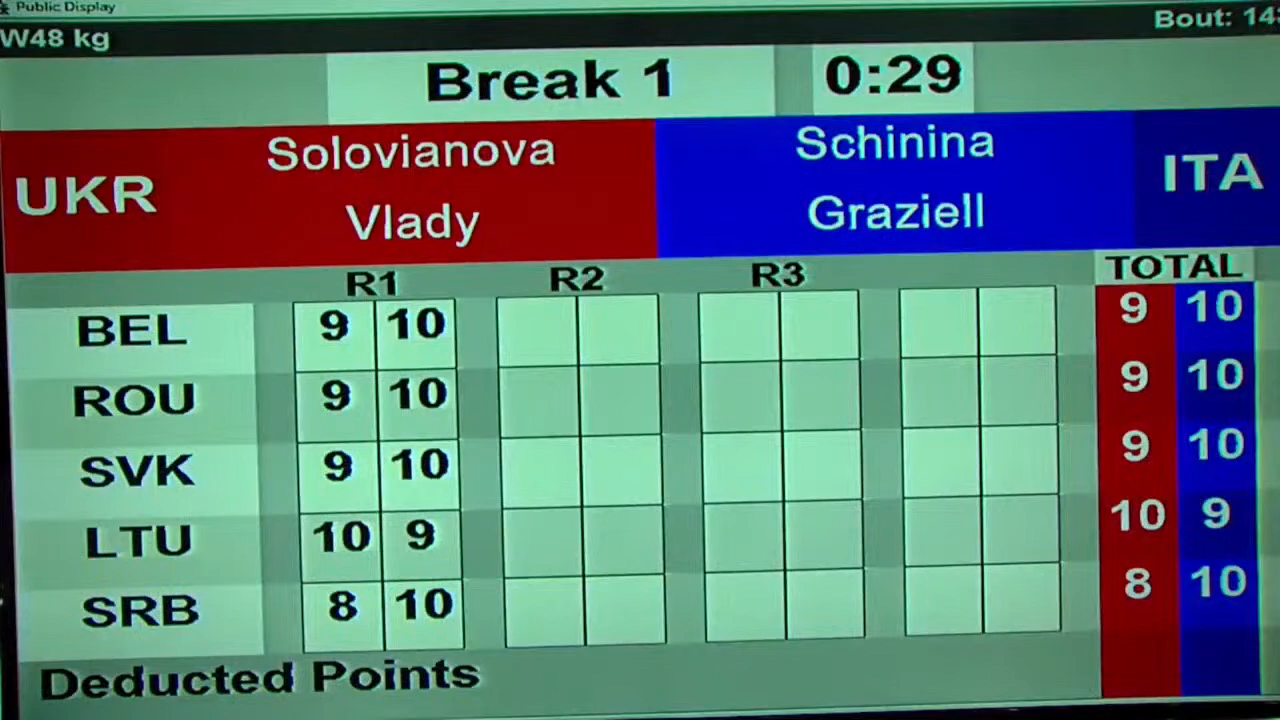 Public Display
W48 kg
Bout: 14
Break 1 0:29
UKR Solovianova Vlady Schinina Graziell ITA
R1 R2 R3 TOTAL
BEL 9 10 9 10
ROU 9 10 9 10
SVK 9 10 9 10
LTU 10 9 10 9
SRB 8 10 8 10
Deducted Points